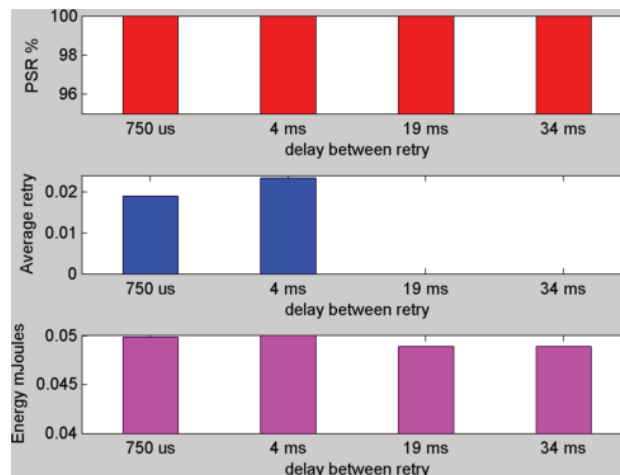 100
98
96
PSR %
750 us 4 ms 19 ms 34 ms
delay between retry
0.02
0.01
0
Average retry
750 us 4 ms 19 ms 34 ms
delay between retry
0.05
0.045
0.04
Energy mJoules
750 us 4 ms 19 ms 34 ms
delay between retry